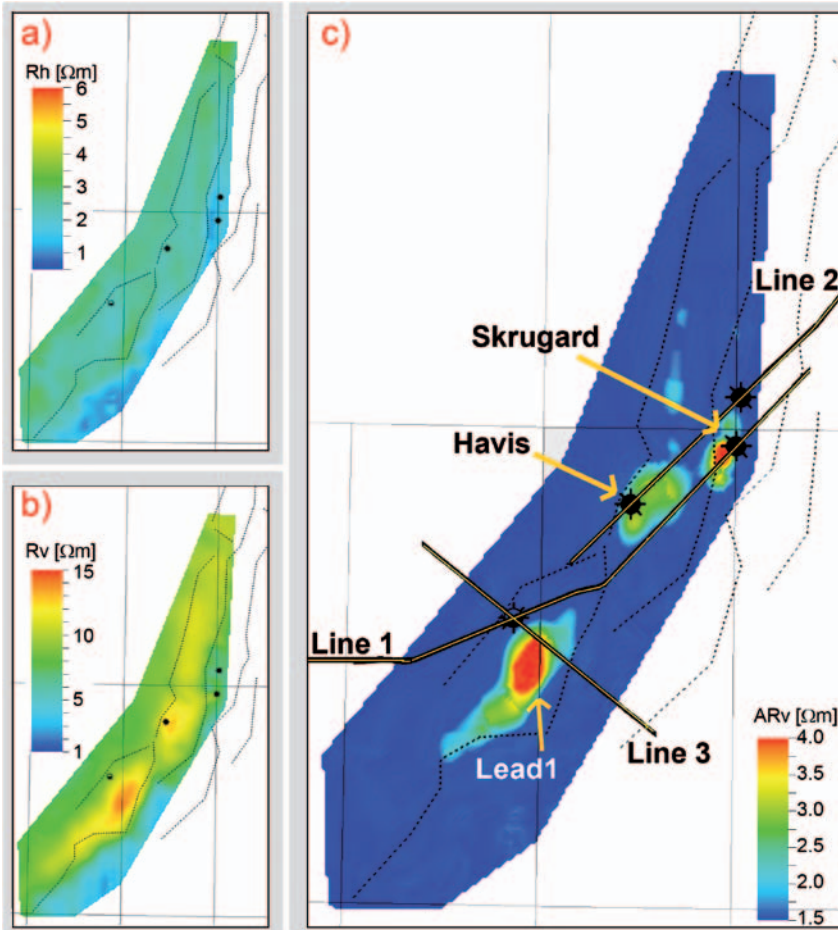 a)
Rh [Ωm]
6
5
4
3
2
1
b)
Rv [Ωm]
15
10
5
1
c)
Line 2
Skrugard
Havis
Line 1
Lead1
Line 3
ARv [Ωm]
4.0
3.5
3.0
2.5
2.0
1.5